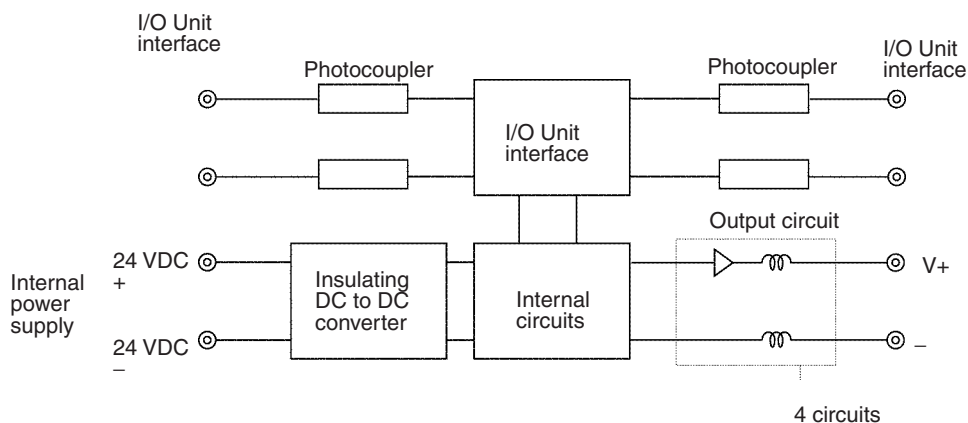 I/O Unit
interface
Photocoupler
Photocoupler
I/O Unit
interface
I/O Unit
interface
Output circuit
Internal
power
supply
24 VDC
+
24 VDC
–
Insulating
DC to DC
converter
Internal
circuits
V+
–
4 circuits